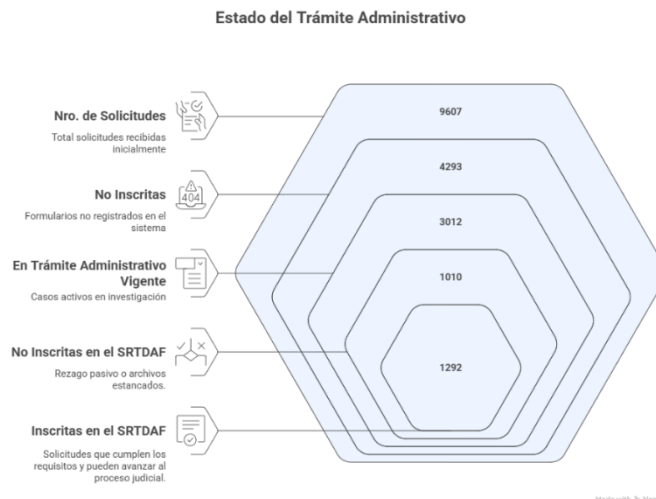 Estado del Trámite Administrativo
Nro. de Solicitudes
Total solicitudes recibidas
inicialmente
9607
404
No Inscritas
Formularios no registrados en el
sistema
4293
En Trámite Administrativo
Vigente
Casos activos en investigación
3012
No Inscritas en el SRTDAF
Rezago pasivo o archivos
estancados.
1010
Inscritas en el SRTDAF
Solicitudes que cumplen los
requisitos y pueden avanzar al
proceso judicial.
1292